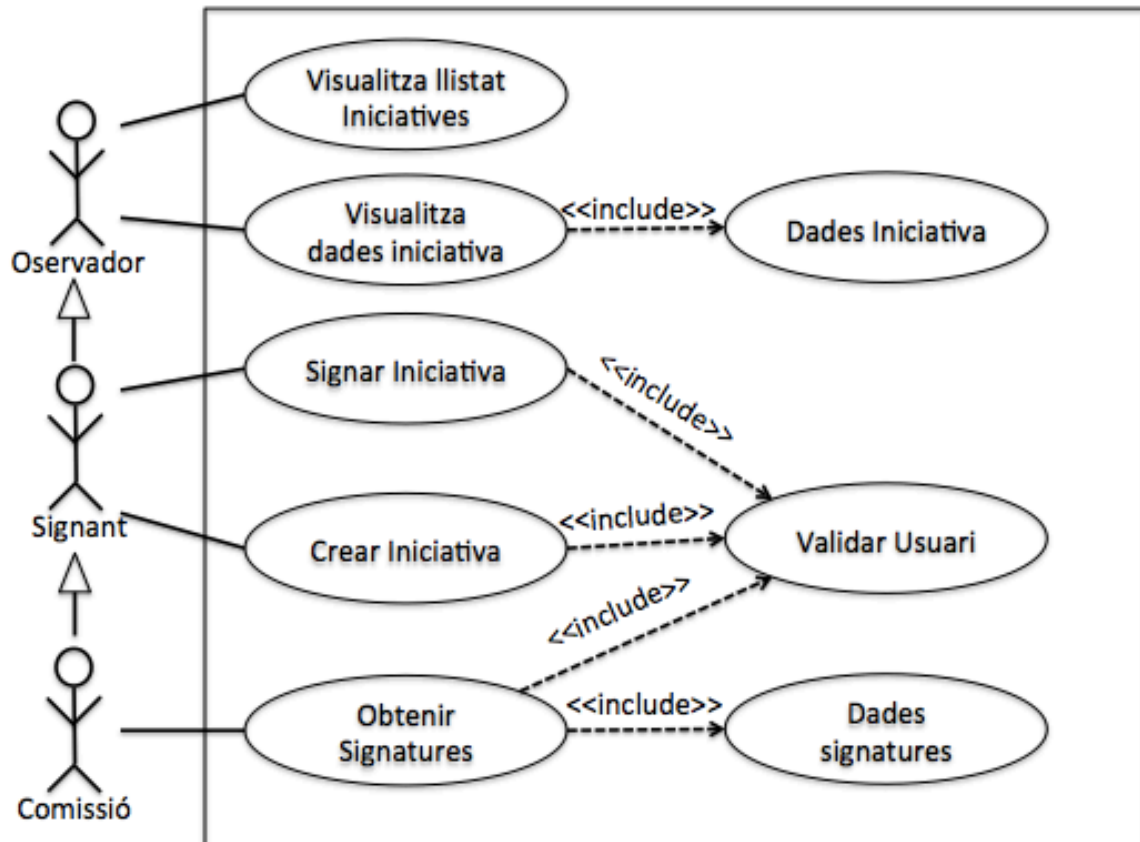 Visualitza llistat
Iniciatives
Visualitza
dades iniciativa
<<include>>
Dades Iniciativa
Oservador
Signar Iniciativa
<<include>>
Signant
Crear Iniciativa
<<include>>
Validar Usuari
<<include>>
Obtenir
Signatures
<<include>>
Dades
signatures
Comissió